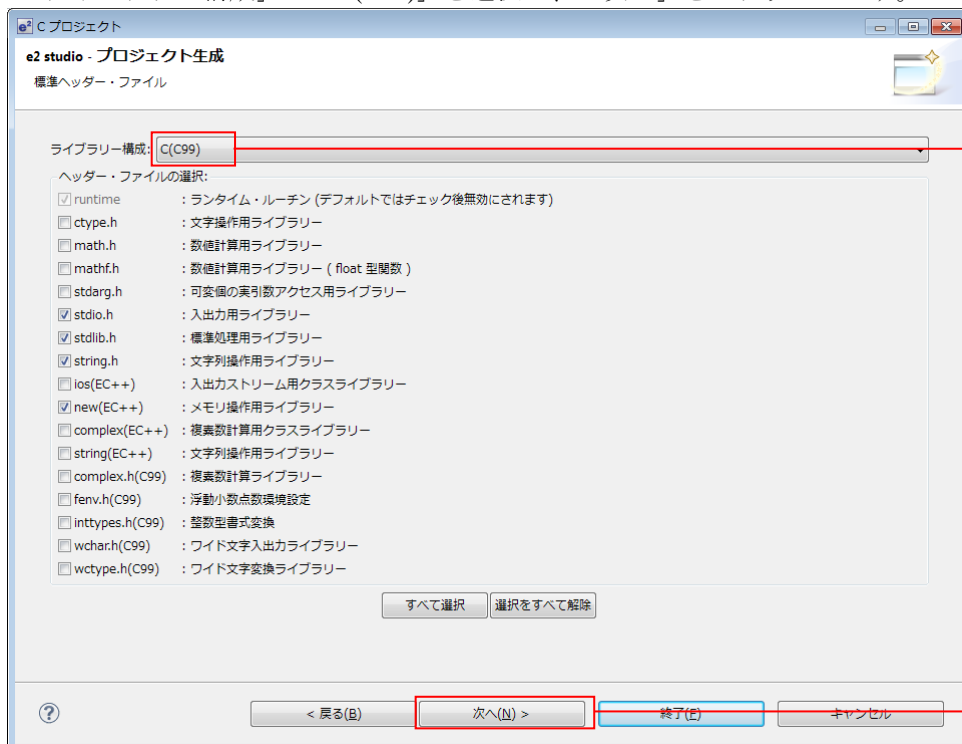 C プロジェクト
e2 studio - プロジェクト生成
標準ヘッダー・ファイル
ライブラリー構成: C(C99)
ヘッダー・ファイルの選択:
runtime : ランタイム・ルーチン (デフォルトではチェック後無効にされます)
ctype.h : 文字操作用ライブラリー
math.h : 数値計算用ライブラリー
mathf.h : 数値計算用ライブラリー ( float 型関数 )
stdarg.h : 可変個の実引数アクセス用ライブラリー
stdio.h : 入出力用ライブラリー
stdlib.h : 標準処理用ライブラリー
string.h : 文字列操作用ライブラリー
ios(EC++) : 入出力ストリーム用クラスライブラリー
new(EC++) : メモリ操作用ライブラリー
complex(EC++) : 複素数計算用クラスライブラリー
string(EC++) : 文字列操作用ライブラリー
complex.h(C99) : 複素数計算ライブラリー
fenv.h(C99) : 浮動小数点数環境設定
inttypes.h(C99) : 整数型書式変換
wchar.h(C99) : ワイド文字入出力ライブラリー
wctype.h(C99) : ワイド文字変換ライブラリー
すべて選択 選択をすべて解除
< 戻る(B) 次へ(N) > 終了(F) キャンセル